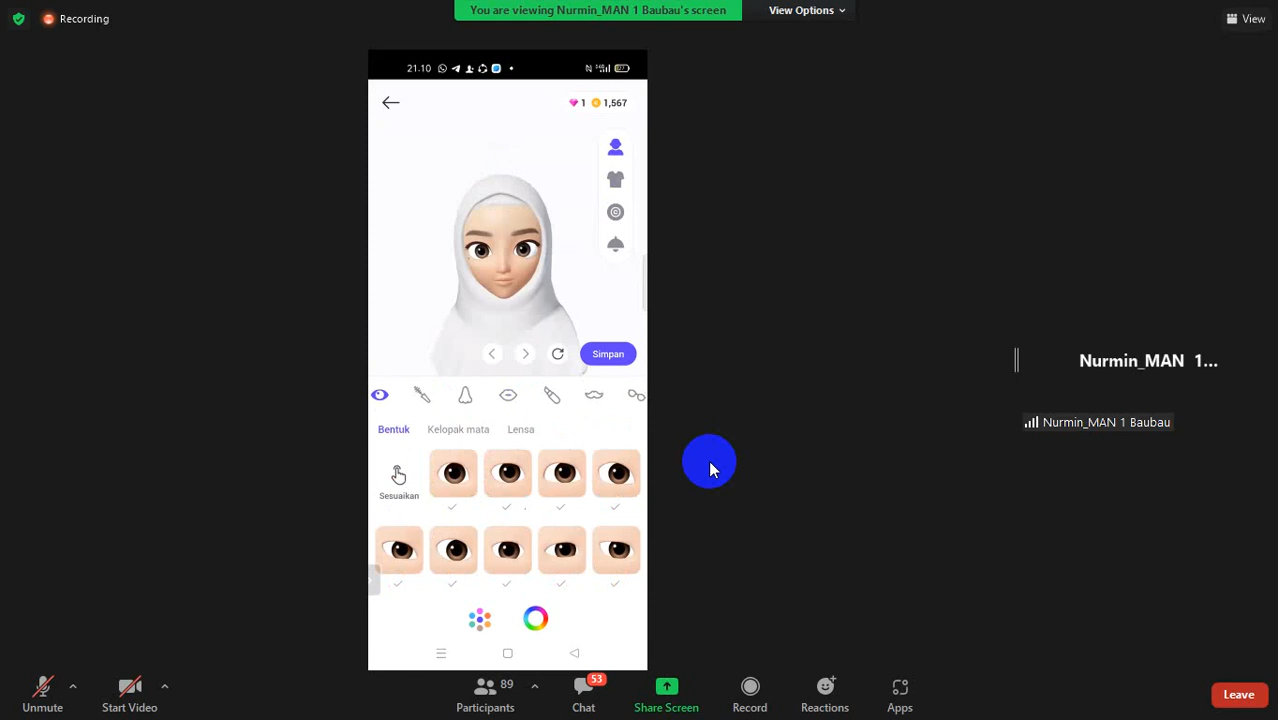 Recording
You are viewing Nurmin_MAN 1 Baubau's screen
View Options
View
21.10
1
1,567
Simpan
Bentuk
Kelopak mata
Lensa
Sesuaikan
Nurmin_MAN 1...
Nurmin_MAN 1 Baubau
Unmute
Start Video
89
Participants
53
Chat
Share Screen
Record
Reactions
Apps
Leave